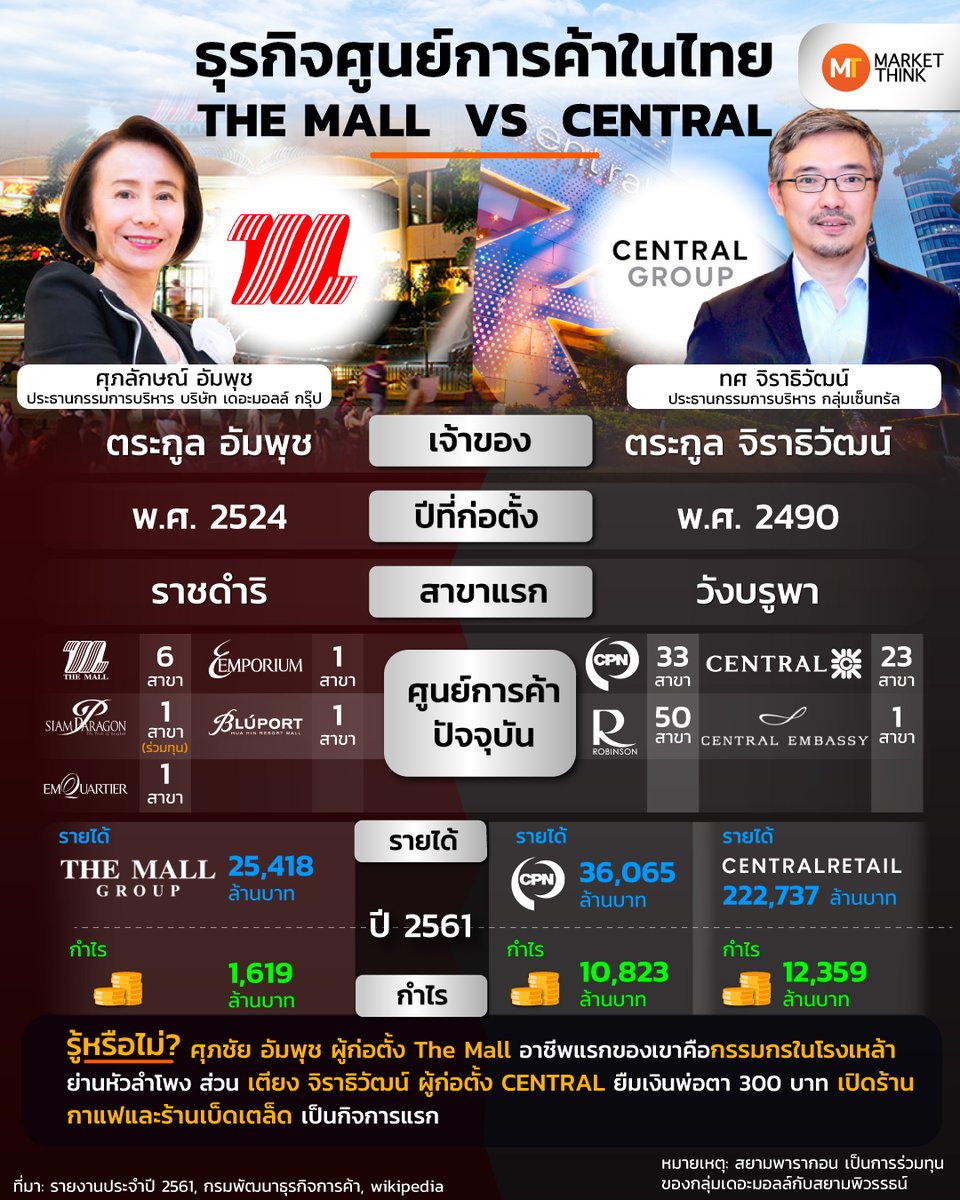 ธุรกิจศูนย์การค้าในไทย
THE MALL VS CENTRAL
MT MARKET THINK
CENTRAL
GROUP
ศุภลักษณ์ อัมพุช
ประธานกรรมการบริหาร บริษัท เดอะมอลล์ กรุ๊ป
ทศ จิราธิวัฒน์
ประธานกรรมการบริหาร กลุ่มเซ็นทรัล
ตระกูล อัมพุช เจ้าของ ตระกูล จิราธิวัฒน์
พ.ศ. 2524 ปีที่ก่อตั้ง พ.ศ. 2490
ราชดำริ สาขาแรก วังบรูพา
THE MALL 6 สาขา EMPORIUM 1 สาขา
SIAM PARAGON 1 สาขา (ร่วมทุน) BLÚPORT HUA HIN RESORT MALL 1 สาขา
EMQUARTIER 1 สาขา
ศูนย์การค้า
ปัจจุบัน
CPN 33 สาขา CENTRAL 23 สาขา
R ROBINSON 50 สาขา CENTRAL EMBASSY 1 สาขา
รายได้
THE MALL GROUP 25,418 ล้านบาท
กำไร
1,619 ล้านบาท
รายได้
ปี 2561
กำไร
รายได้
CPN 36,065 ล้านบาท
กำไร
10,823 ล้านบาท
รายได้
CENTRALRETAIL
222,737 ล้านบาท
กำไร
12,359 ล้านบาท
รู้หรือไม่? ศุภชัย อัมพุช ผู้ก่อตั้ง The Mall อาชีพแรกของเขาคือกรรมกรในโรงเหล้า
ย่านหัวลำโพง ส่วน เตียง จิราธิวัฒน์ ผู้ก่อตั้ง CENTRAL ยืมเงินพ่อตา 300 บาท เปิดร้าน
กาแฟและร้านเบ็ดเตล็ด เป็นกิจการแรก
ที่มา: รายงานประจำปี 2561, กรมพัฒนาธุรกิจการค้า, wikipedia
หมายเหตุ: สยามพารากอน เป็นการร่วมทุน
ของกลุ่มเดอะมอลล์กับสยามพิวรรธน์